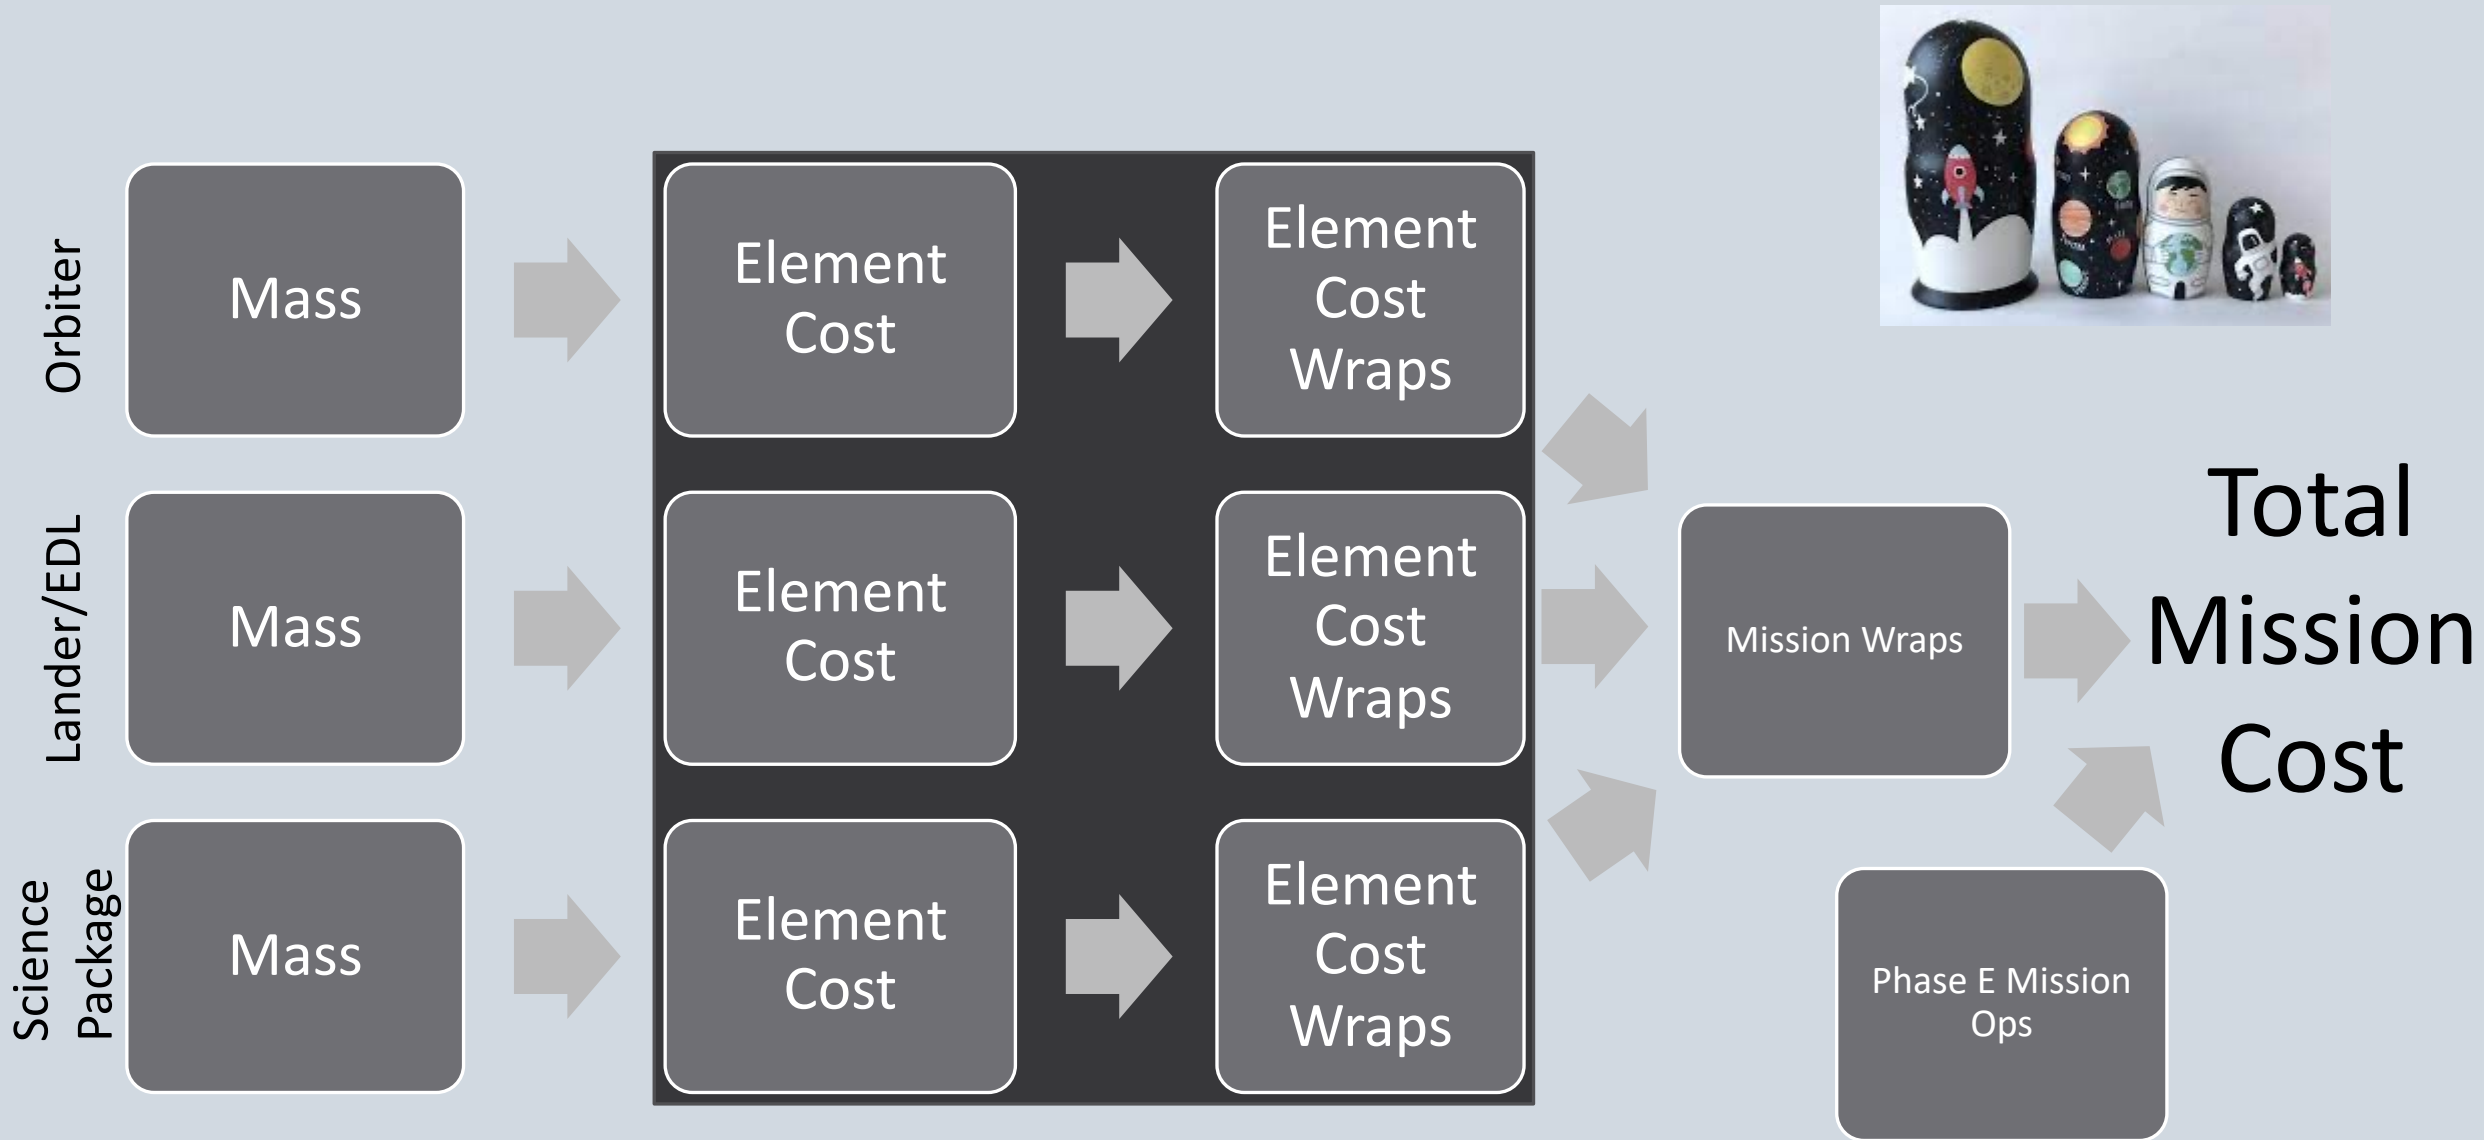 Orbiter
Mass
Element
Cost
Element
Cost
Wraps
Lander/EDL
Mass
Element
Cost
Element
Cost
Wraps
Science
Package
Mass
Element
Cost
Element
Cost
Wraps
Mission Wraps
Phase E Mission
Ops
Total
Mission
Cost